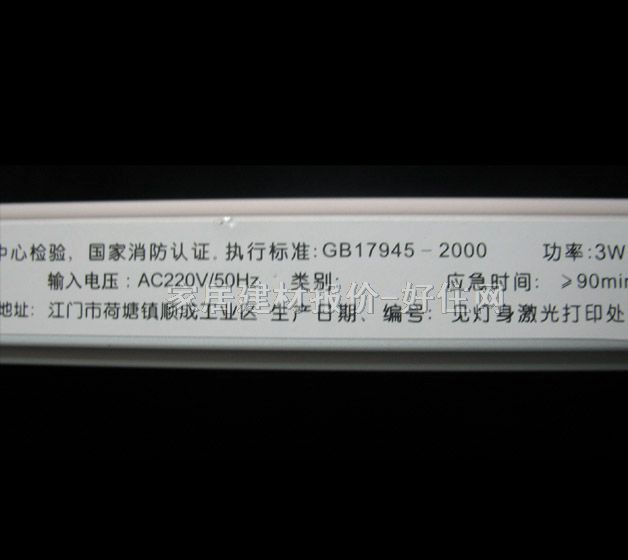 中心检验，国家消防认证.执行标准:GB17945-2000 功率:3W
输入电压：AC220V/50Hz. 类别: 应急时间：≥90min
地址：江门市荷塘镇顺成工业区 生产日期、编号：见灯身激光打印处
家居建材报价-好仕网